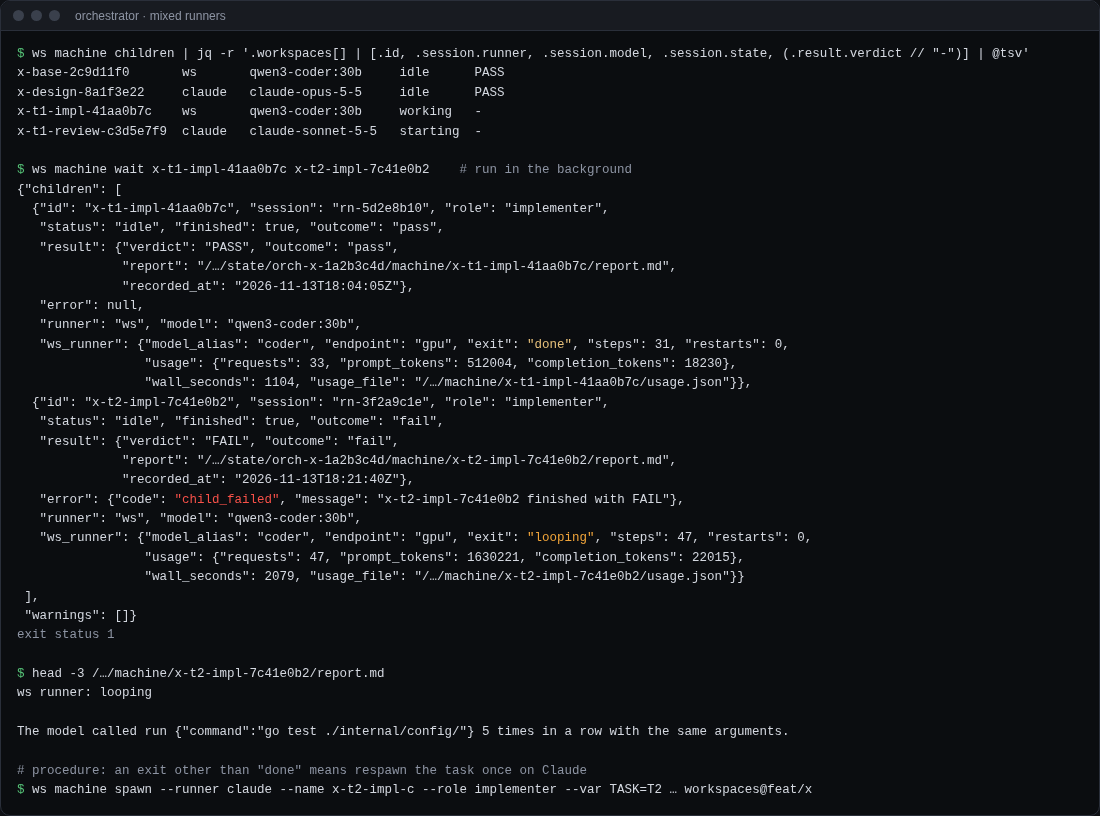 orchestrator · mixed runners
$ ws machine children | jq -r '.workspaces[] | [.id, .session.runner, .session.model, .session.state, (.result.verdict // "-")] | @tsv'
x-base-2c9d11f0       ws       qwen3-coder:30b     idle      PASS
x-design-8a1f3e22     claude   claude-opus-5-5     idle      PASS
x-t1-impl-41aa0b7c    ws       qwen3-coder:30b     working   -
x-t1-review-c3d5e7f9  claude   claude-sonnet-5-5   starting  -
$ ws machine wait x-t1-impl-41aa0b7c x-t2-impl-7c41e0b2    # run in the background
{"children": [
  {"id": "x-t1-impl-41aa0b7c", "session": "rn-5d2e8b10", "role": "implementer",
   "status": "idle", "finished": true, "outcome": "pass",
   "result": {"verdict": "PASS", "outcome": "pass",
              "report": "/…/state/orch-x-1a2b3c4d/machine/x-t1-impl-41aa0b7c/report.md",
              "recorded_at": "2026-11-13T18:04:05Z"},
   "error": null,
   "runner": "ws", "model": "qwen3-coder:30b",
   "ws_runner": {"model_alias": "coder", "endpoint": "gpu", "exit": "done", "steps": 31, "restarts": 0,
                 "usage": {"requests": 33, "prompt_tokens": 512004, "completion_tokens": 18230},
                 "wall_seconds": 1104, "usage_file": "/…/machine/x-t1-impl-41aa0b7c/usage.json"}},
  {"id": "x-t2-impl-7c41e0b2", "session": "rn-3f2a9c1e", "role": "implementer",
   "status": "idle", "finished": true, "outcome": "fail",
   "result": {"verdict": "FAIL", "outcome": "fail",
              "report": "/…/state/orch-x-1a2b3c4d/machine/x-t2-impl-7c41e0b2/report.md",
              "recorded_at": "2026-11-13T18:21:40Z"},
   "error": {"code": "child_failed", "message": "x-t2-impl-7c41e0b2 finished with FAIL"},
   "runner": "ws", "model": "qwen3-coder:30b",
   "ws_runner": {"model_alias": "coder", "endpoint": "gpu", "exit": "looping", "steps": 47, "restarts": 0,
                 "usage": {"requests": 47, "prompt_tokens": 1630221, "completion_tokens": 22015},
                 "wall_seconds": 2079, "usage_file": "/…/machine/x-t2-impl-7c41e0b2/usage.json"}}
 ],
 "warnings": []}
exit status 1
$ head -3 /…/machine/x-t2-impl-7c41e0b2/report.md
ws runner: looping
The model called run {"command":"go test ./internal/config/"} 5 times in a row with the same arguments.
# procedure: an exit other than "done" means respawn the task once on Claude
$ ws machine spawn --runner claude --name x-t2-impl-c --role implementer --var TASK=T2 … workspaces@feat/x